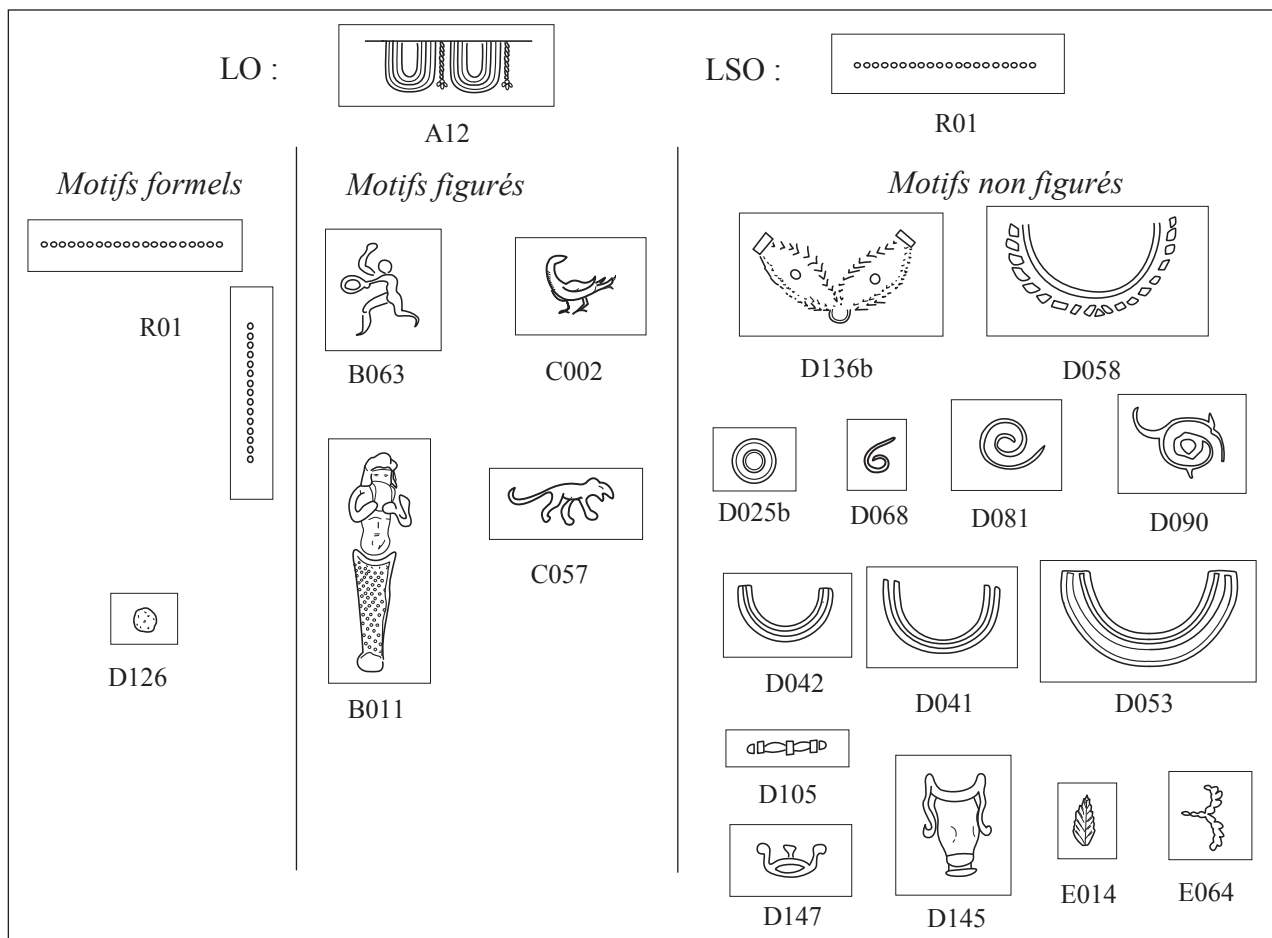 LO :
A12
LSO :
R01
Motifs formels
R01
D126
Motifs figurés
B063
C002
B011
C057
Motifs non figurés
D136b
D058
D025b
D068
D081
D090
D042
D041
D053
D105
D147
D145
E014
E064